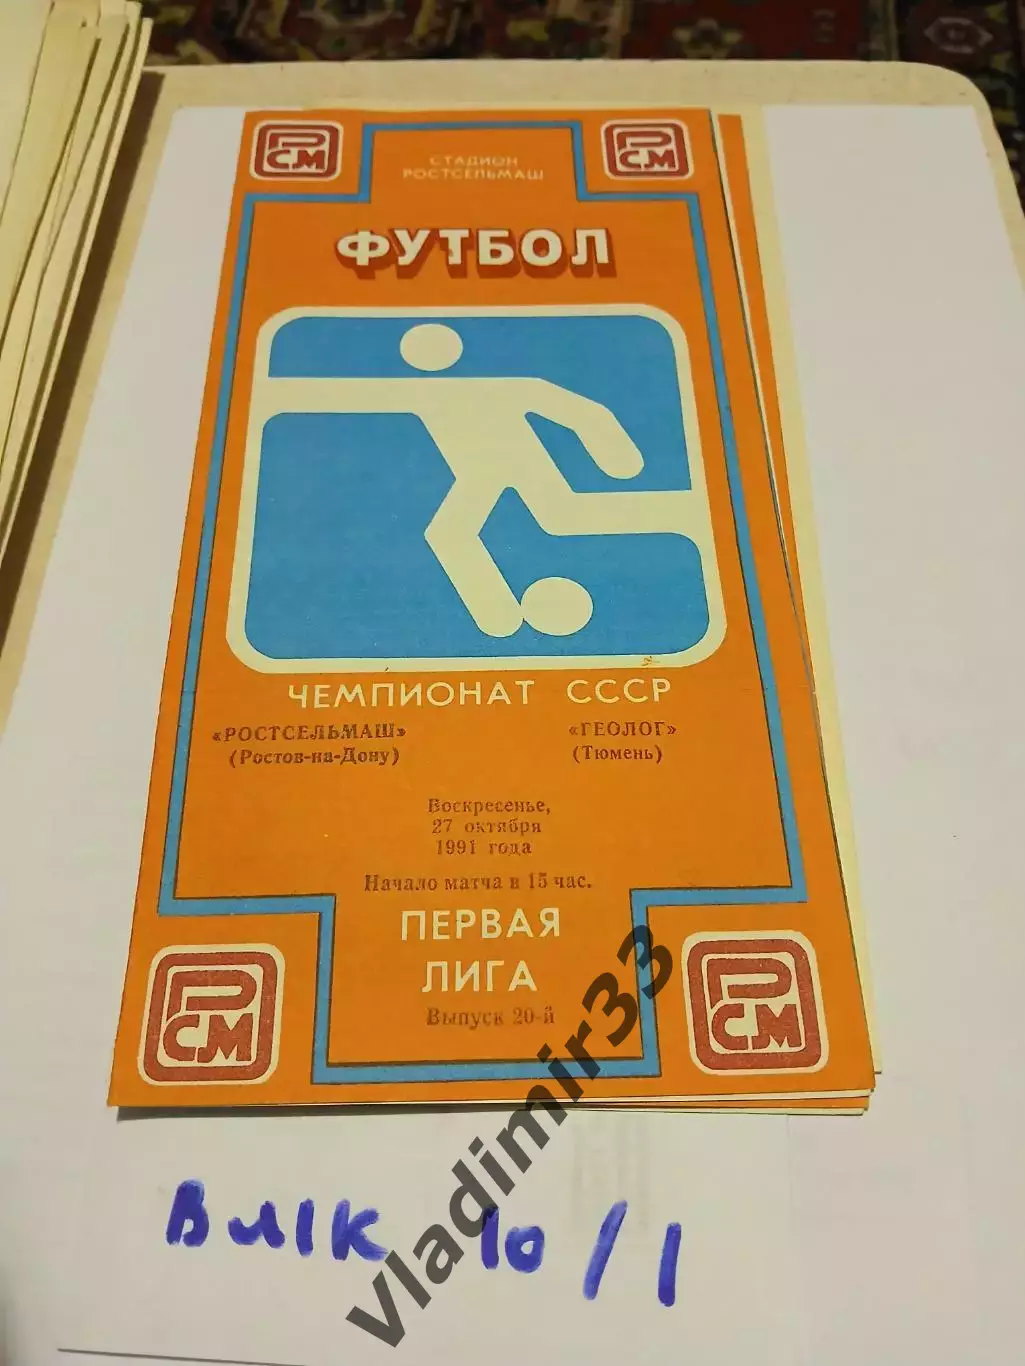 РСМ
РСМ
СТАДИОН
РОСТСЕЛЬМАШ
ФУТБОЛ
ЧЕМПИОНАТ СССР
«РОСТСЕЛЬМАШ» «ГЕОЛОГ»
(Ростов-на-Дону) (Тюмень)
Воскресенье,
27 октября
1991 года
Начало матча в 15 час.
ПЕРВАЯ
ЛИГА
Выпуск 20-й
РСМ
РСМ
vladimir33
10/1